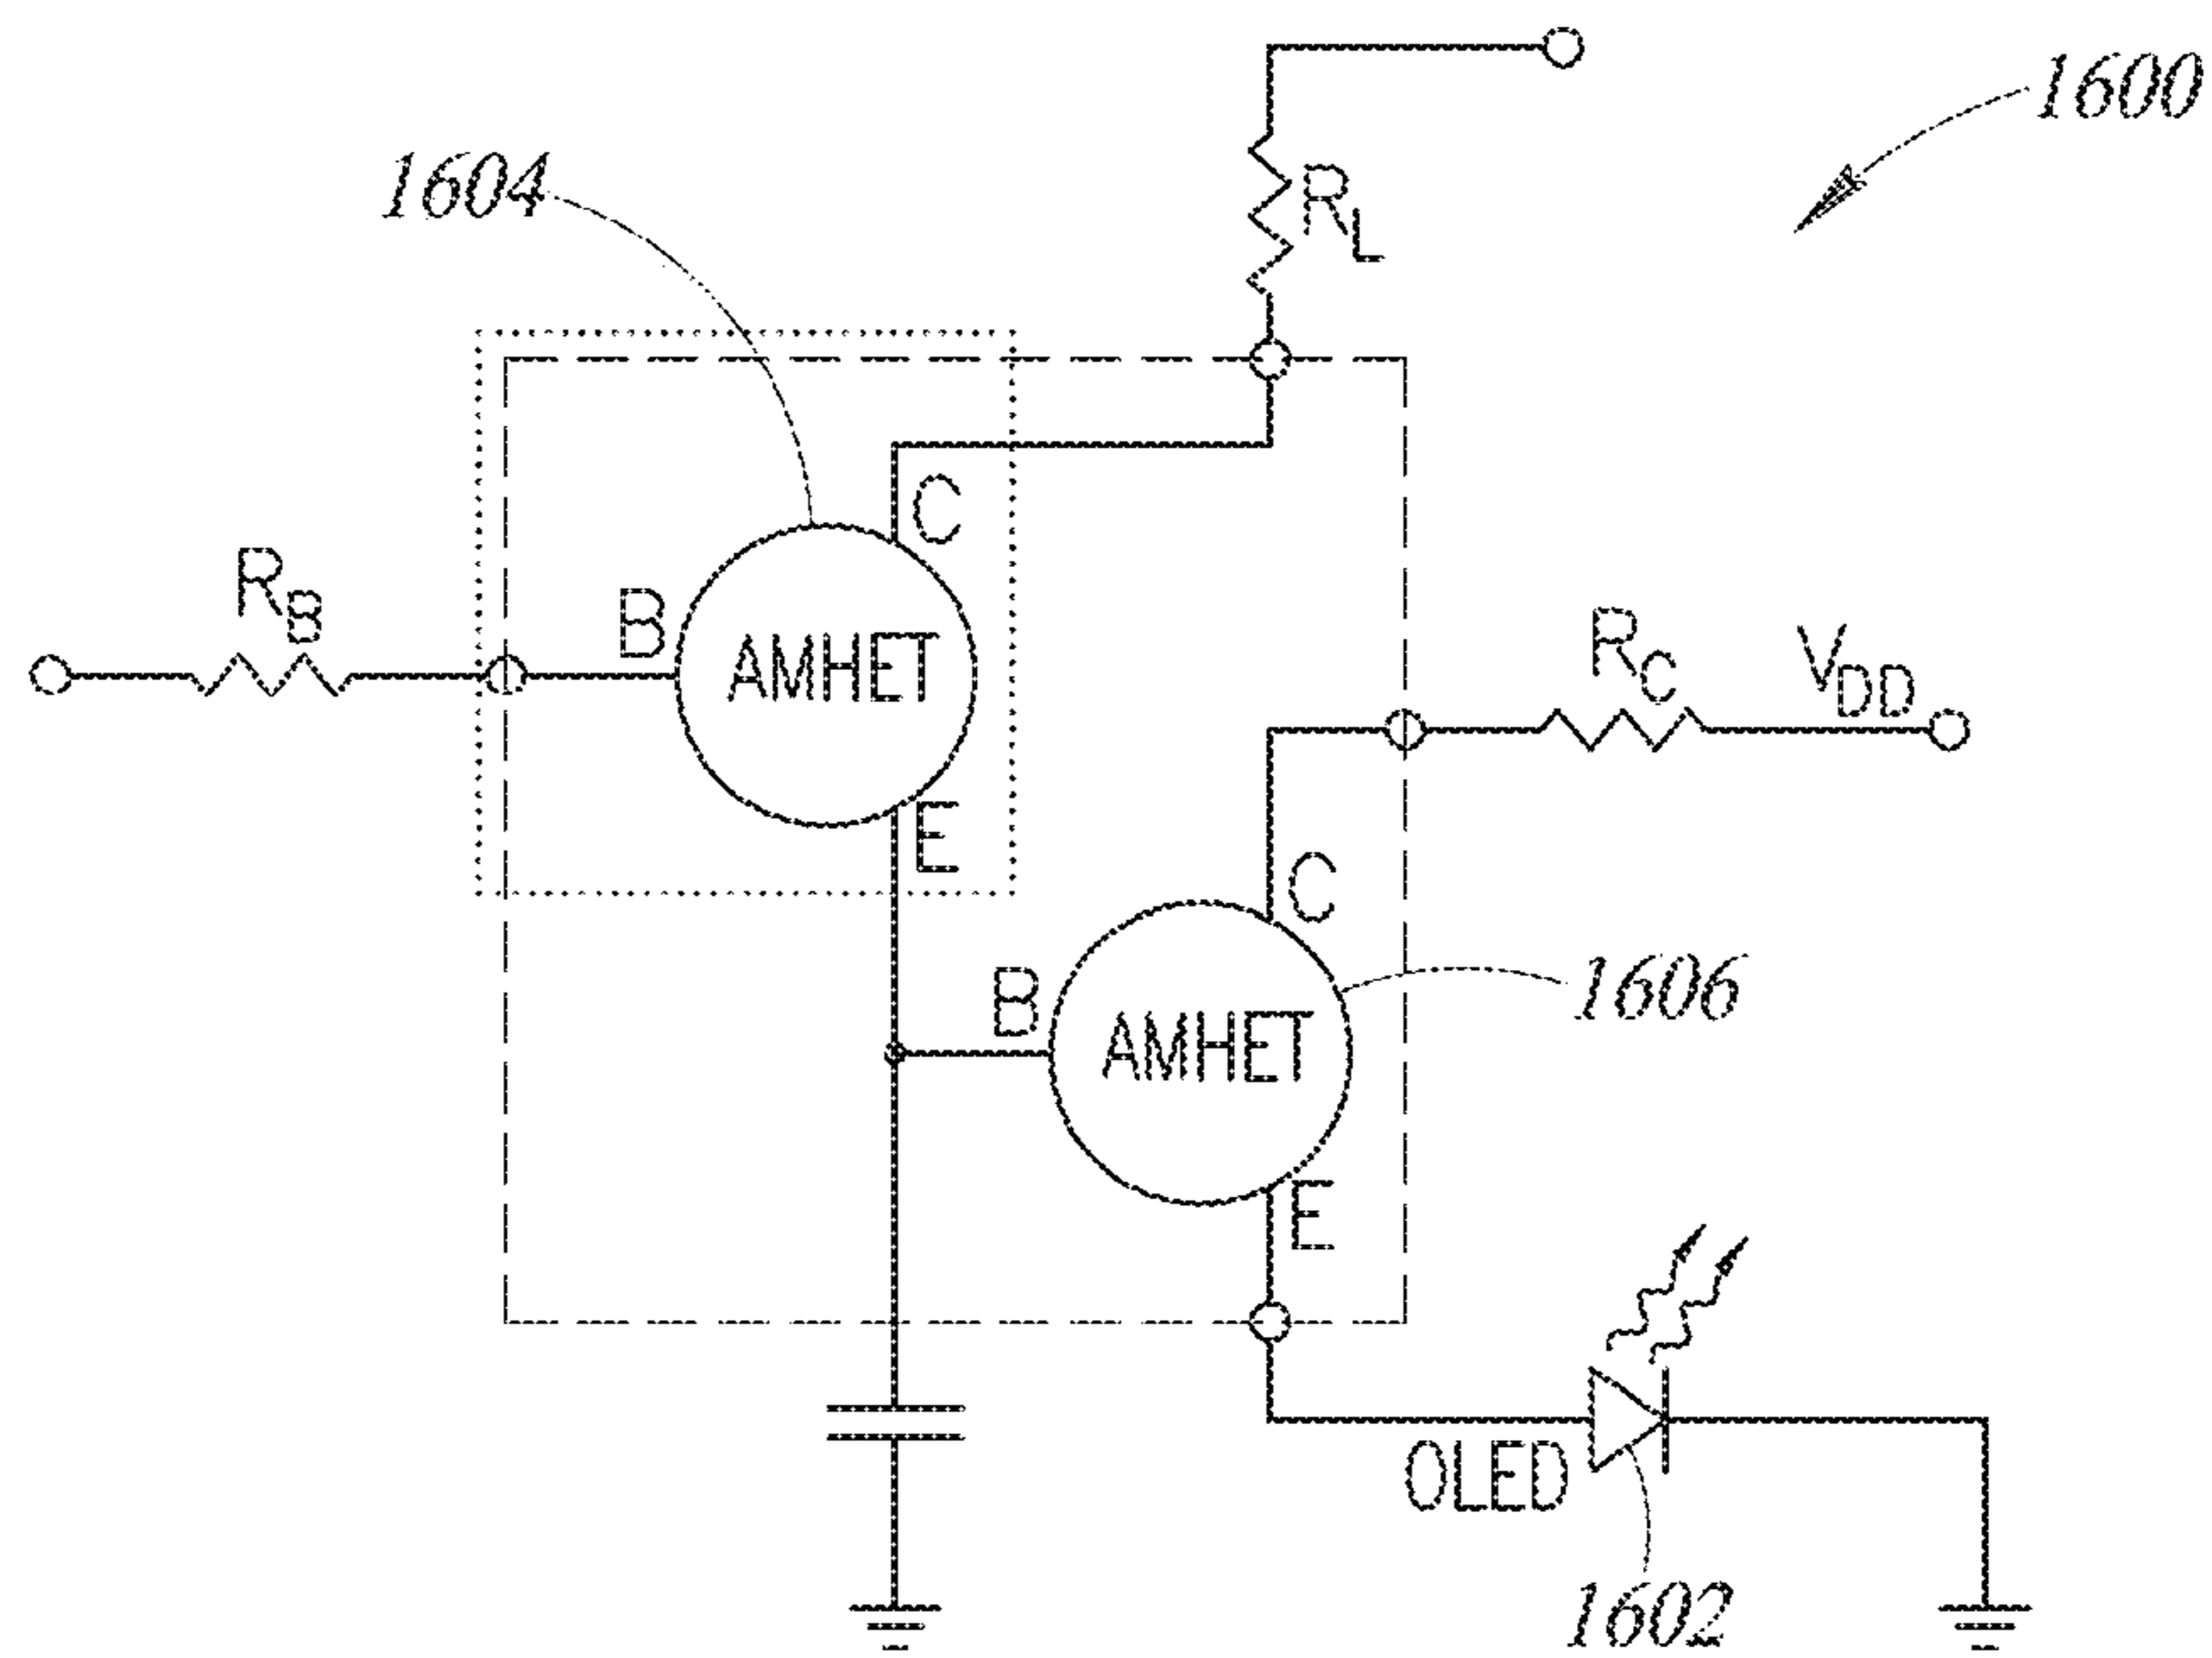 1600
1604
R_L
C
R_B
B
AMHET
R_C
V_DD
E
C
B
AMHET
1606
E
OLED
1602